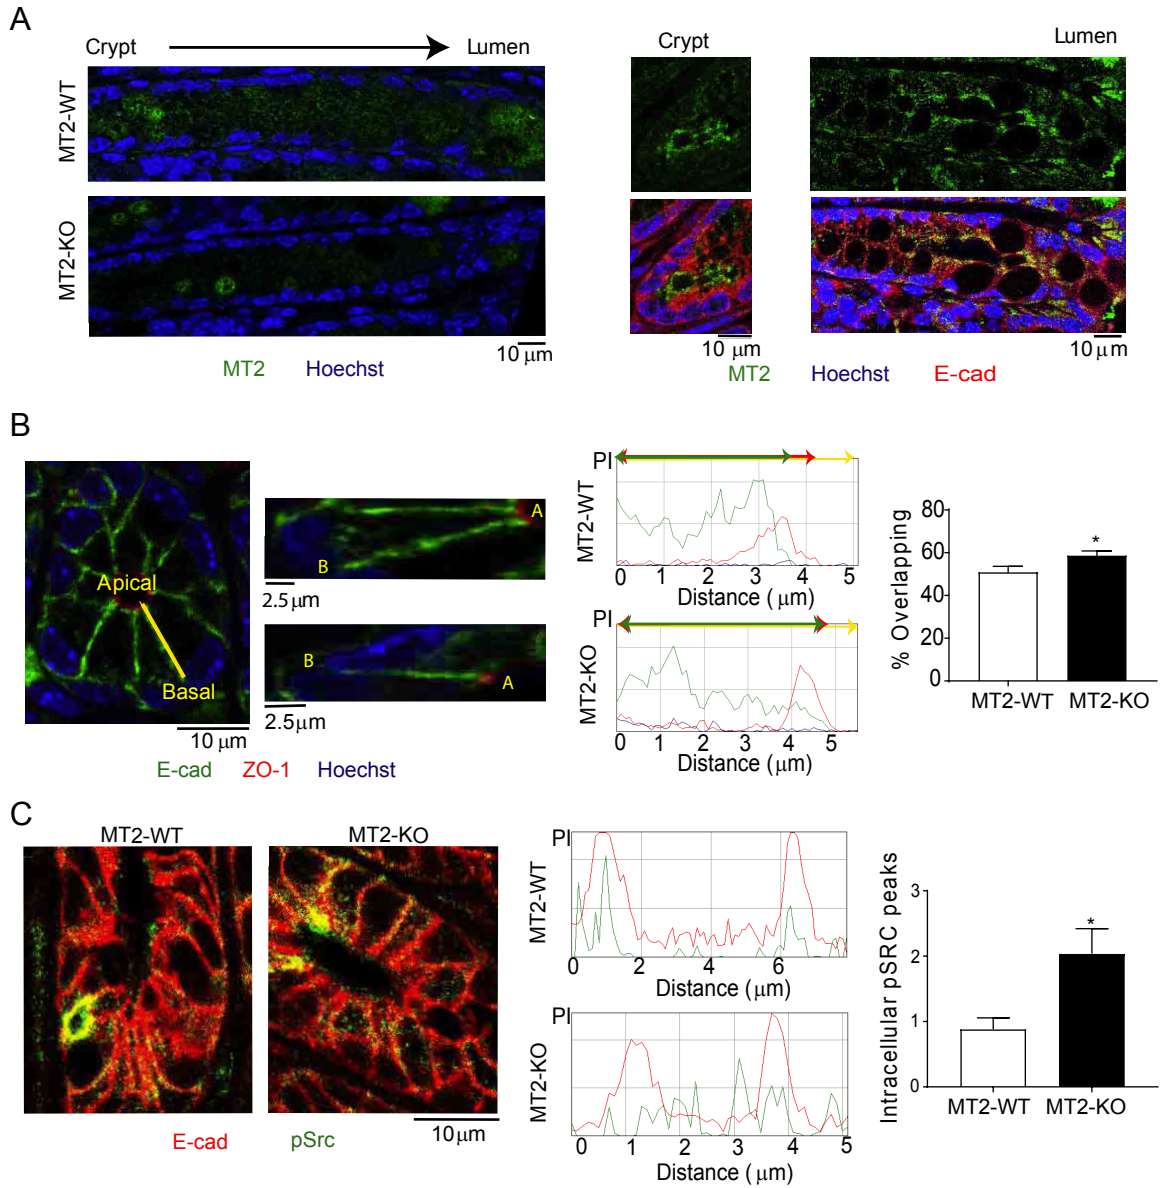 A
Crypt
Lumen
MT2-WT
MT2-KO
10 μm
MT2 Hoechst
Crypt
Lumen
10 μm
10 μm
MT2 Hoechst E-cad
B
Apical
Basal
10 μm
A
B
2.5 μm
B
A
2.5 μm
E-cad ZO-1 Hoechst
PI
MT2-WT
0 1 2 3 4 5
Distance ( μm)
PI
MT2-KO
0 1 2 3 4 5
Distance ( μm)
% Overlapping
80
60
40
20
0
*
MT2-WT MT2-KO
C
MT2-WT MT2-KO
10 μm
E-cad pSrc
PI
MT2-WT
0 2 4 6
Distance ( μm)
PI
MT2-KO
0 1 2 3 4 5
Distance ( μm)
Intracellular pSRC peaks
3
2
1
0
*
MT2-WT MT2-KO